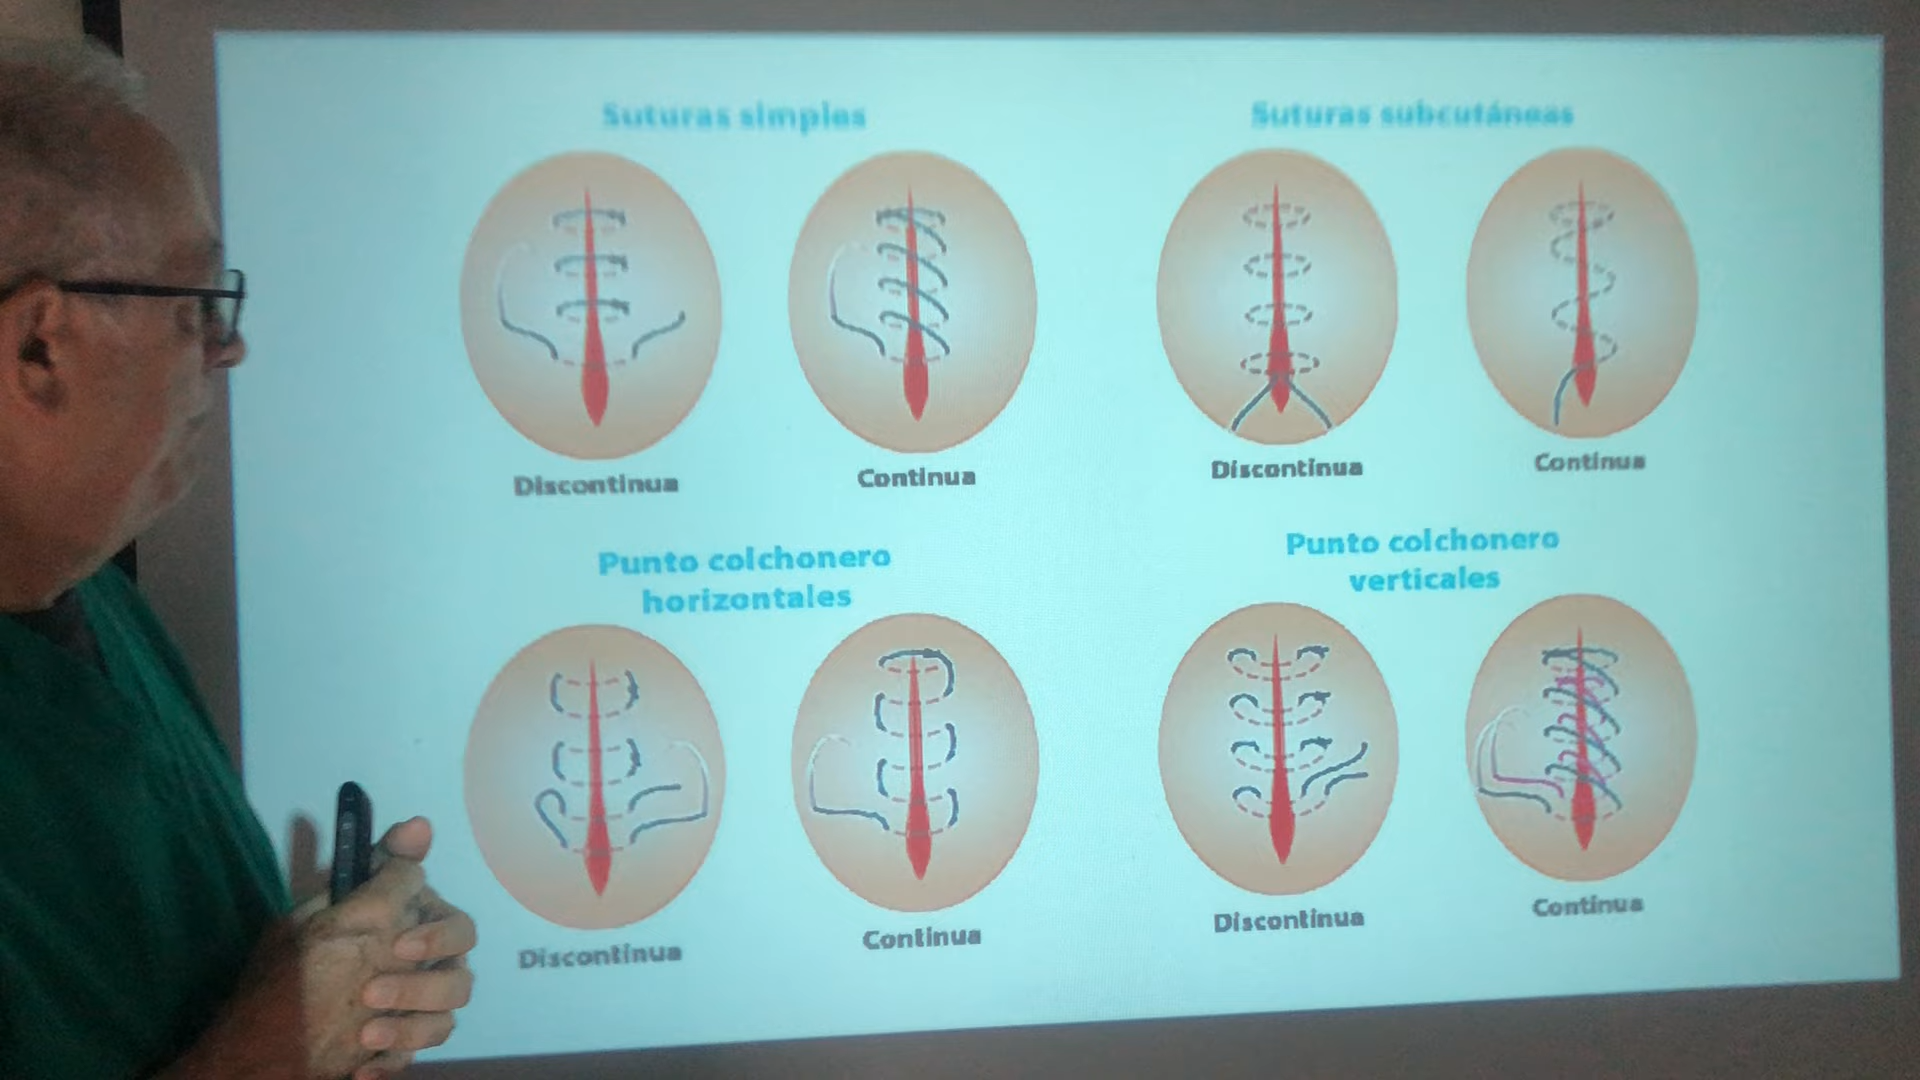 Suturas simples
Suturas subcutáneas
Discontinua
Continua
Discontinua
Continua
Punto colchonero
horizontales
Punto colchonero
verticales
Discontinua
Continua
Discontinua
Continua